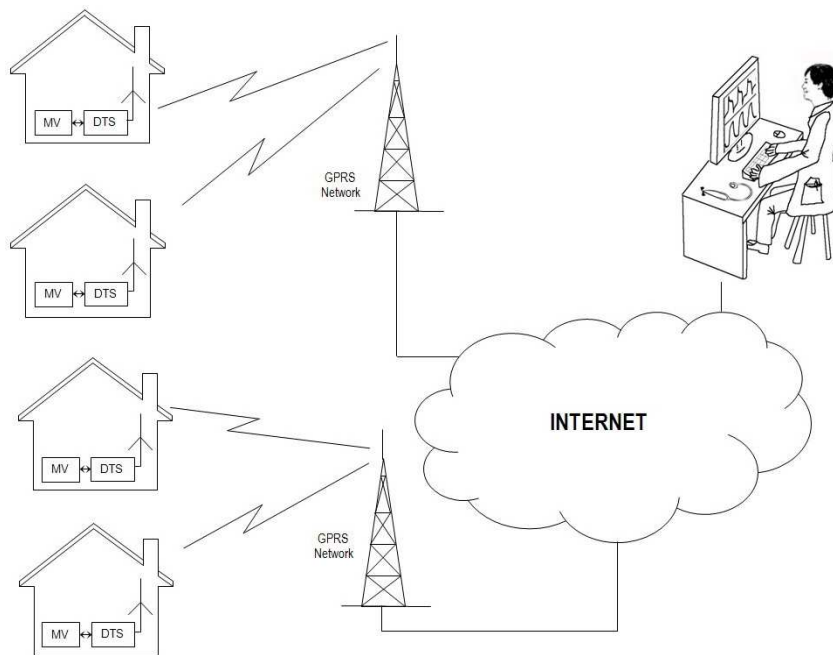 MV DTS
GPRS
Network
MV DTS
INTERNET
MV DTS
GPRS
Network
MV DTS